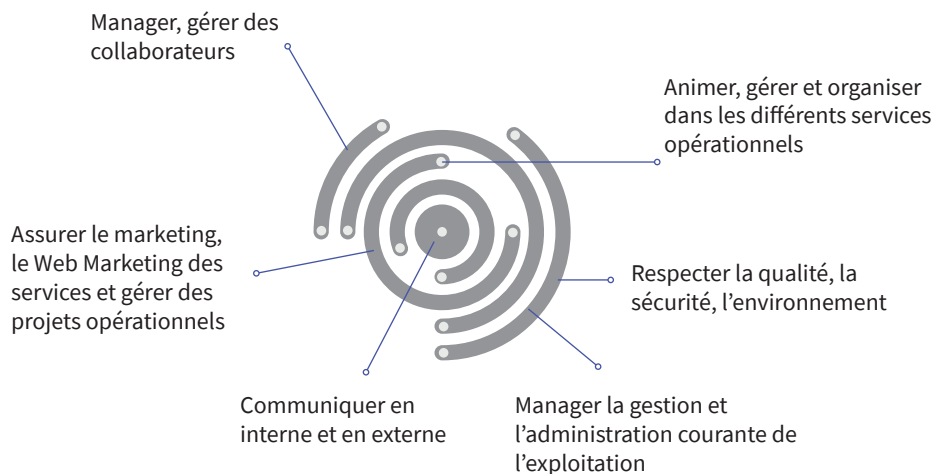 Manager, gérer des
collaborateurs
Animer, gérer et organiser
dans les différents services
opérationnels
Assurer le marketing,
le Web Marketing des
services et gérer des
projets opérationnels
Respecter la qualité, la
sécurité, l’environnement
Communiquer en
interne et en externe
Manager la gestion et
l’administration courante de
l’exploitation